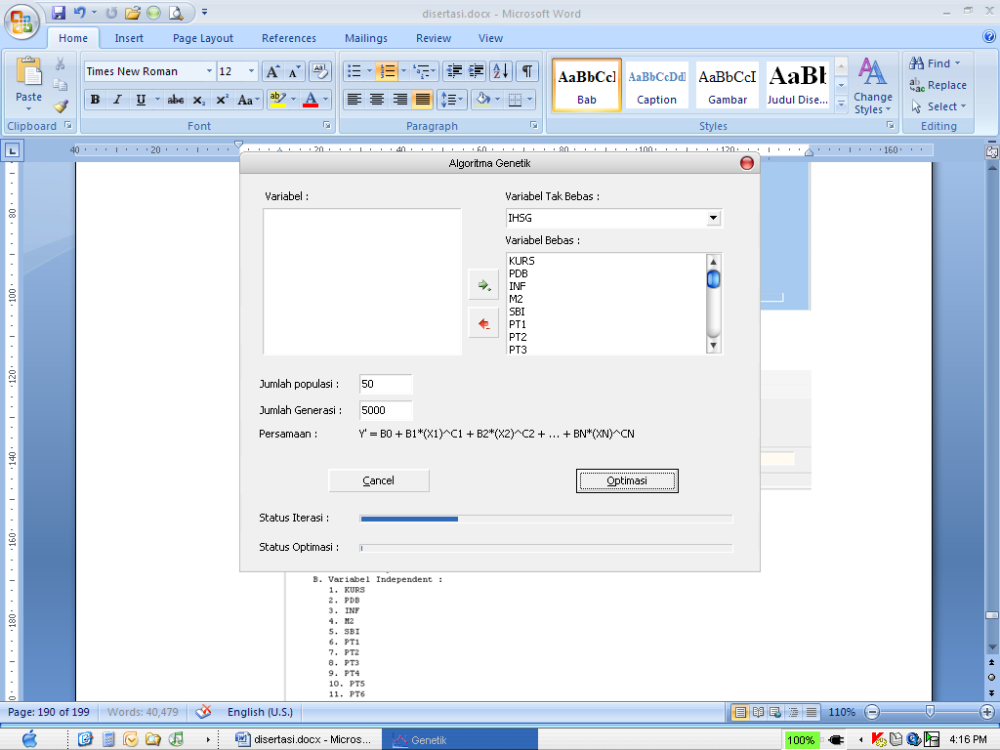 disertasi.docx - Microsoft Word
Home Insert Page Layout References Mailings Review View
Times New Roman 12
Paste
B I U abc x₂ x² Aa
Clipboard Font Paragraph Styles Editing
AaBbCcI AaBbCcDdI AaBbCcI AaBbI
Bab Caption Gambar Judul Dise...
Change Styles
Find
Replace
Select
40 20 20 40 60 80 100 120 160
80
100
120
140
160
180
Algoritma Genetik
Variabel :
Variabel Tak Bebas :
IHSG
Variabel Bebas :
KURS
PDB
INF
M2
SBI
PT1
PT2
PT3
Jumlah populasi : 50
Jumlah Generasi : 5000
Persamaan : Y' = B0 + B1*(X1)^C1 + B2*(X2)^C2 + ... + BN*(XN)^CN
Cancel Optimasi
Status Iterasi :
Status Optimasi :
B. Variabel Independent :
1. KURS
2. PDB
3. INF
4. M2
5. SBI
6. PT1
7. PT2
8. PT3
9. PT4
10. PT5
11. PT6
Page: 190 of 199 Words: 40,479 English (U.S.) 110%
disertasi.docx - Micros... Genetik 100% 4:16 PM